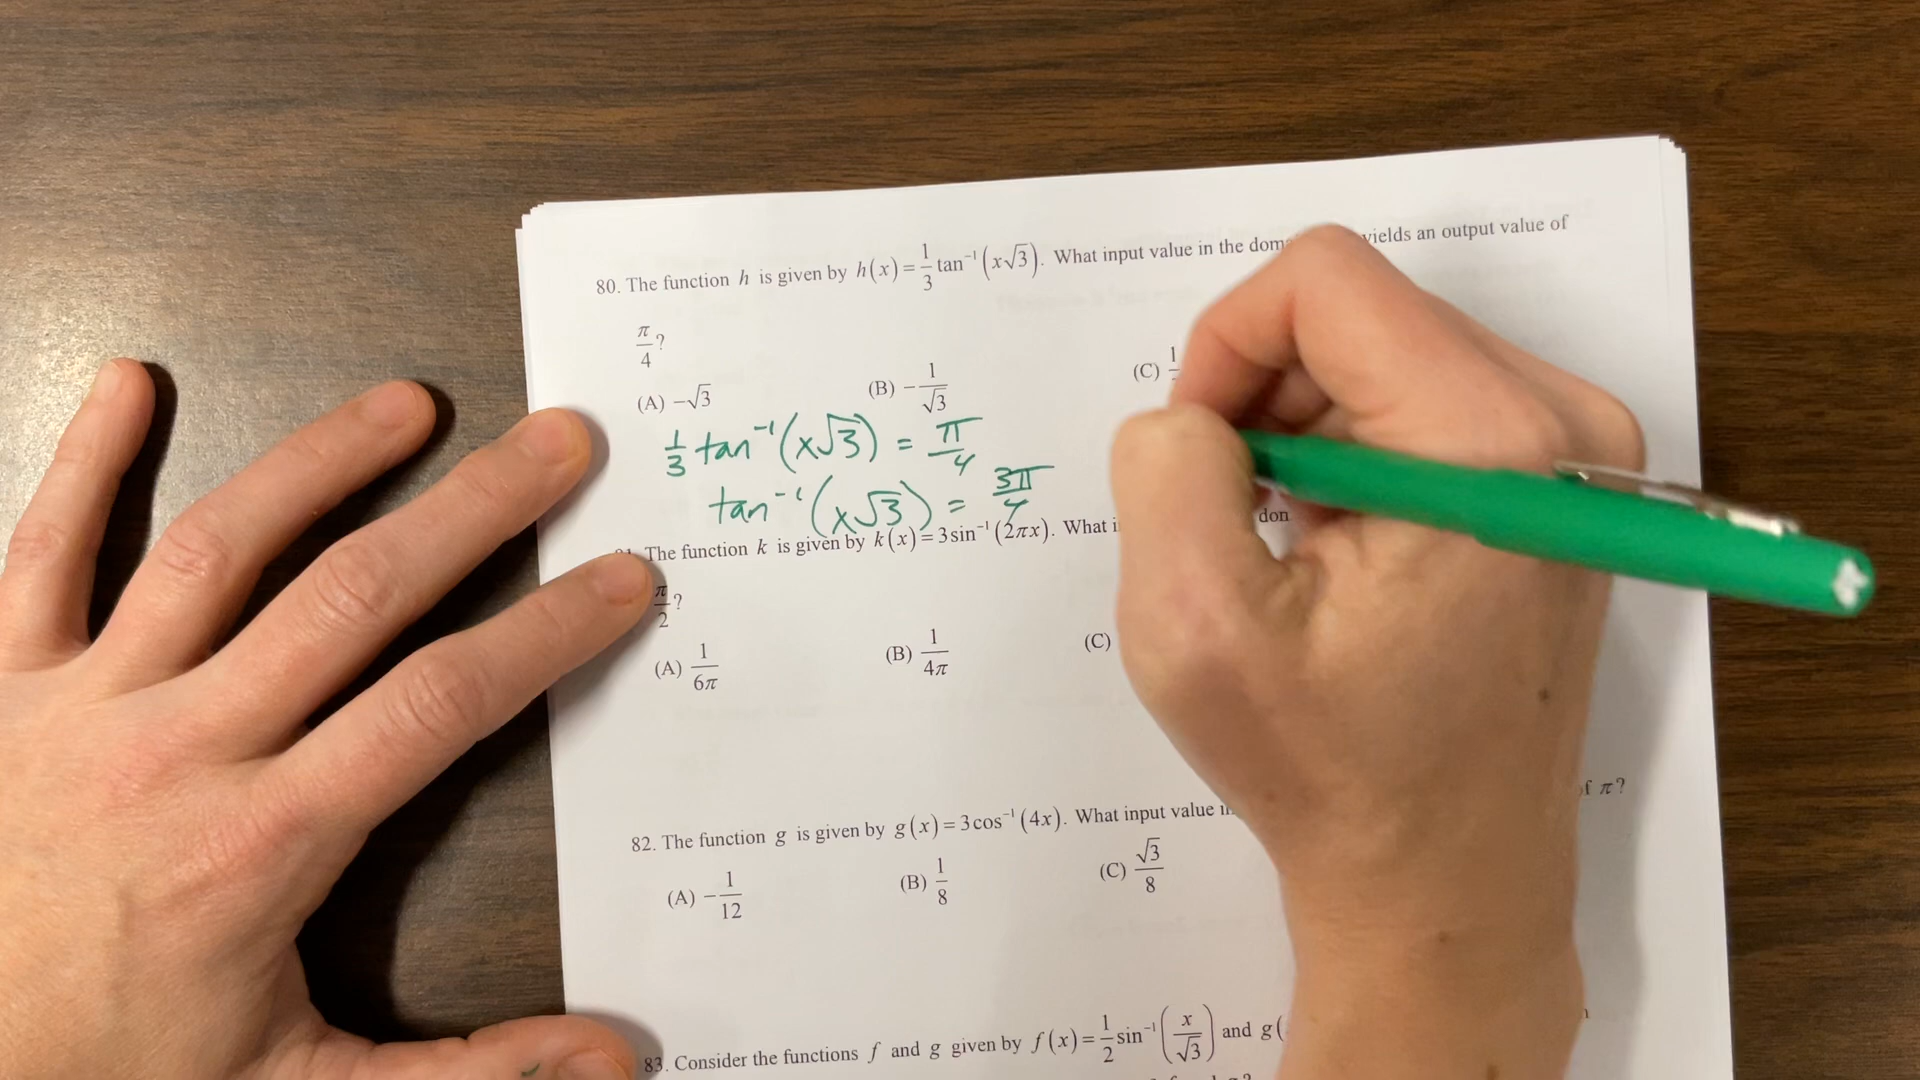 80. The function h is given by h(x) = 1/3 tan⁻¹(x√3). What input value in the yields an output value of
π/4?
(A) −√3 (B) −1/√3 (C)
1/3 tan⁻¹(x√3) = π/4
tan⁻¹(x√3) = 3π/4
The function k is given by k(x) = 3 sin⁻¹(2πx). What
π/2?
(A) 1/6π (B) 1/4π (C)
82. The function g is given by g(x) = 3 cos⁻¹(4x). What input value π?
(A) −1/12 (B) 1/8 (C) √3/8
83. Consider the functions f and g given by f(x) = 1/2 sin⁻¹(x/√3) and g(